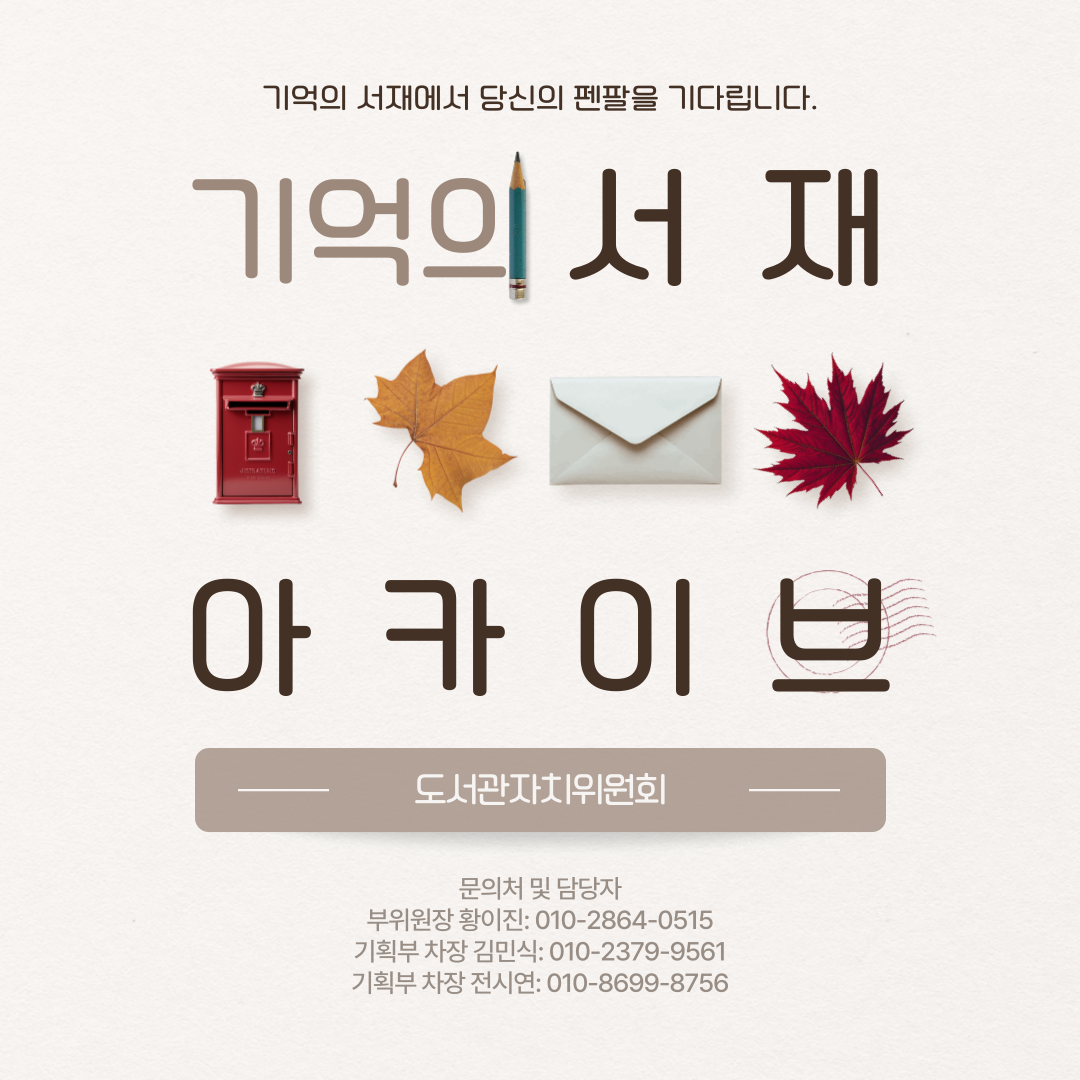 기억의 서재에서 당신의 펜팔을 기다립니다.
기억의 서 재
아 카 이 브
도서관자치위원회
문의처 및 담당자
부위원장 황이진: 010-2864-0515
기획부 차장 김민식: 010-2379-9561
기획부 차장 전시연: 010-8699-8756